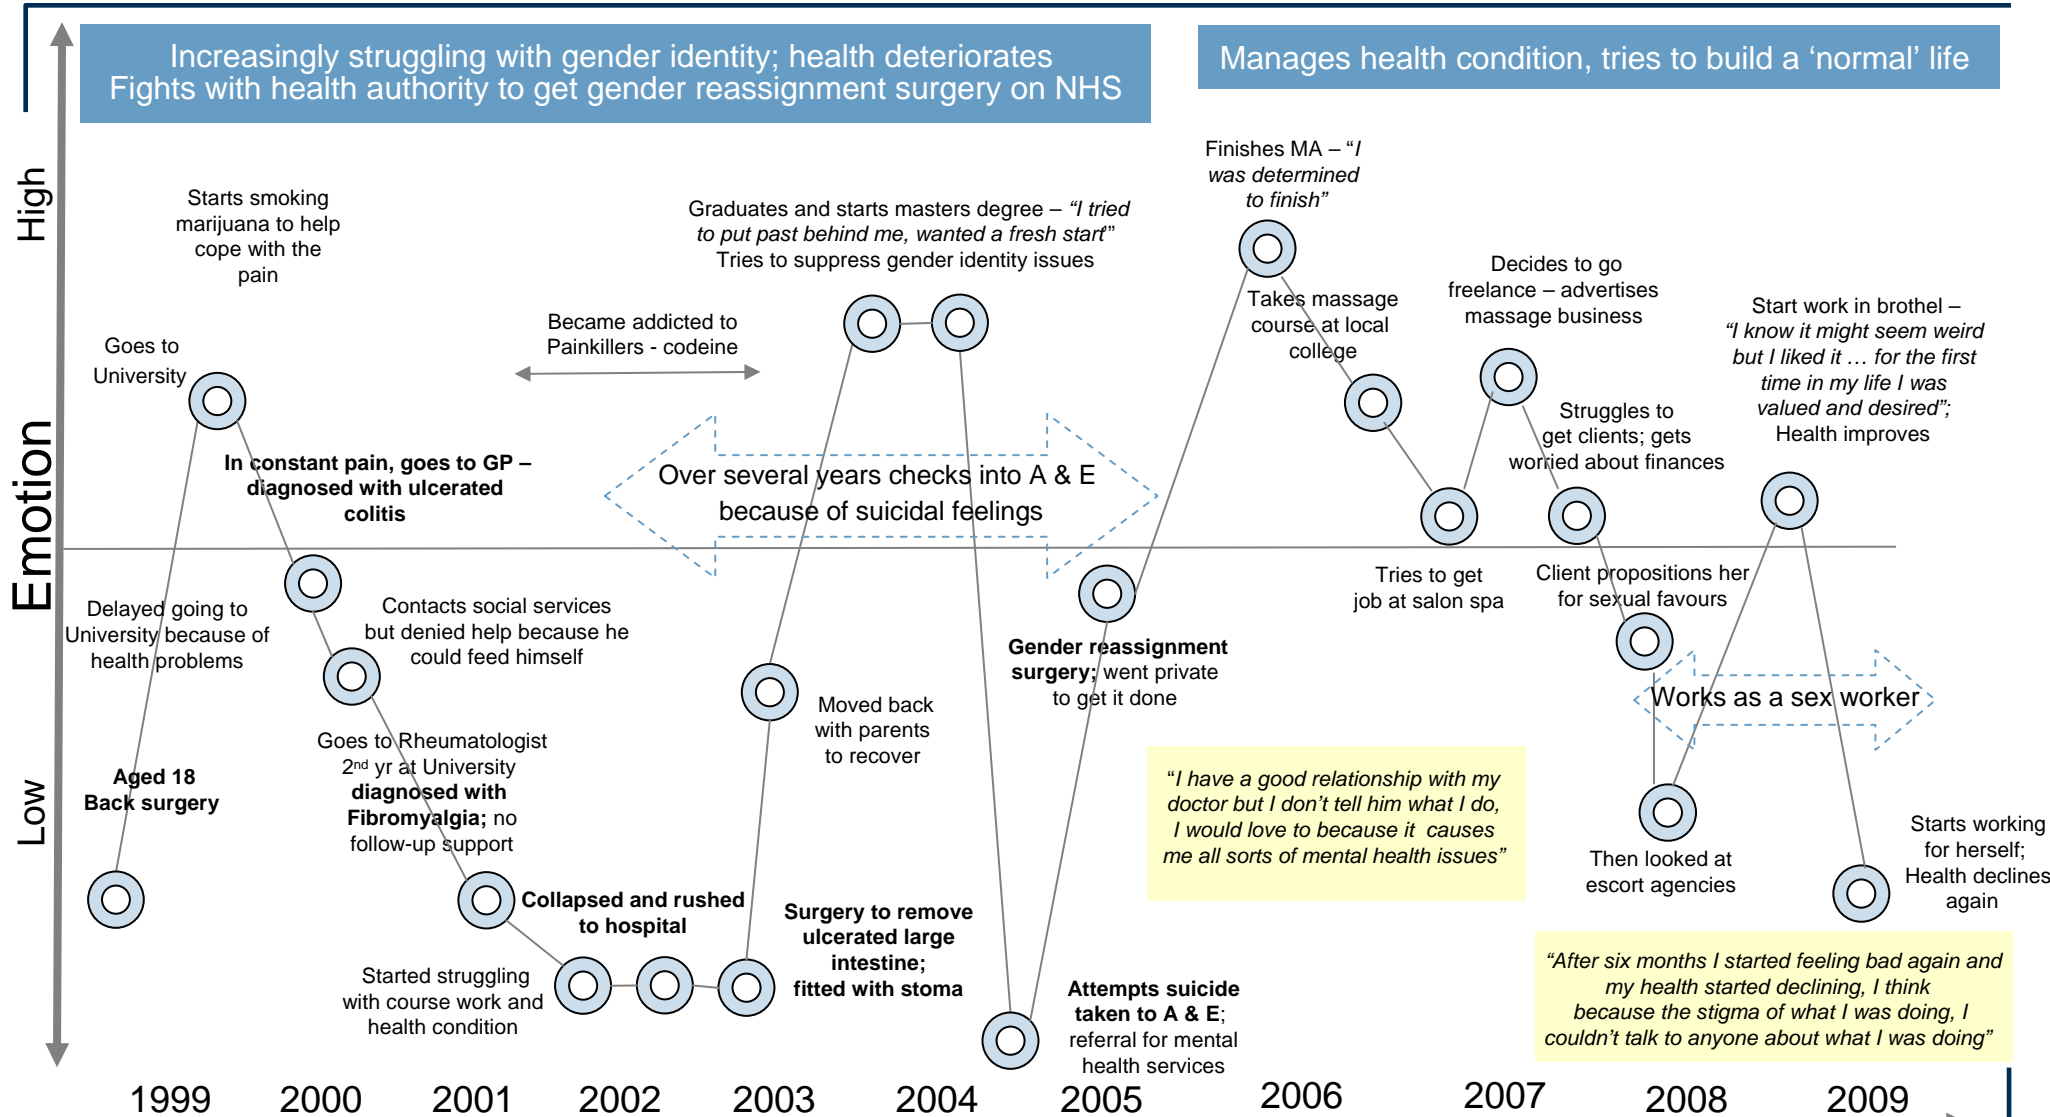 Increasingly struggling with gender identity; health deteriorates
Fights with health authority to get gender reassignment surgery on NHS
Manages health condition, tries to build a ‘normal’ life
High
Emotion
Low
Starts smoking
marijuana to help
cope with the
pain
Goes to
University
In constant pain, goes to GP –
diagnosed with ulcerated
colitis
Delayed going to
University because of
health problems
Aged 18
Back surgery
Contacts social services
but denied help because he
could feed himself
Goes to Rheumatologist
2nd yr at University
diagnosed with
Fibromyalgia; no
follow-up support
Started struggling
with course work and
health condition
Collapsed and rushed
to hospital
Became addicted to
Painkillers - codeine
Over several years checks into A & E
because of suicidal feelings
Surgery to remove
ulcerated large
intestine;
fitted with stoma
Moved back
with parents
to recover
Graduates and starts masters degree – “I tried
to put past behind me, wanted a fresh start”
Tries to suppress gender identity issues
Attempts suicide
taken to A & E;
referral for mental
health services
Gender reassignment
surgery; went private
to get it done
Finishes MA – “I
was determined
to finish”
Takes massage
course at local
college
Tries to get
job at salon spa
Decides to go
freelance – advertises
massage business
Struggles to
get clients; gets
worried about finances
Client propositions her
for sexual favours
Works as a sex worker
Then looked at
escort agencies
Start work in brothel –
“I know it might seem weird
but I liked it … for the first
time in my life I was
valued and desired”;
Health improves
Starts working
for herself;
Health declines
again
“I have a good relationship with my
doctor but I don’t tell him what I do,
I would love to because it causes
me all sorts of mental health issues”
“After six months I started feeling bad again and
my health started declining, I think
because the stigma of what I was doing, I
couldn’t talk to anyone about what I was doing”
1999 2000 2001 2002 2003 2004 2005 2006 2007 2008 2009